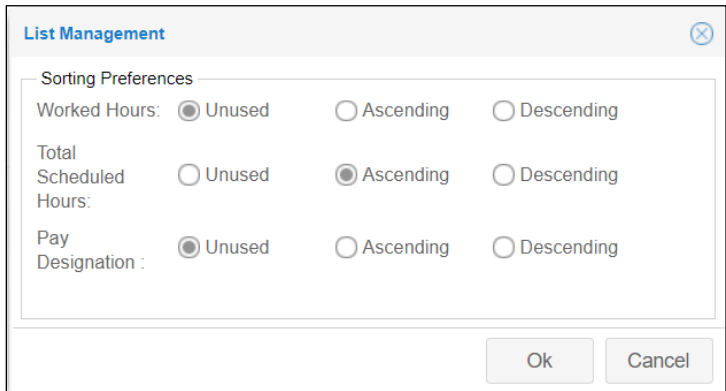 List Management
Sorting Preferences
Worked Hours: Unused Ascending Descending
Total
Scheduled Unused Ascending Descending
Hours:
Pay
Designation : Unused Ascending Descending
Ok Cancel